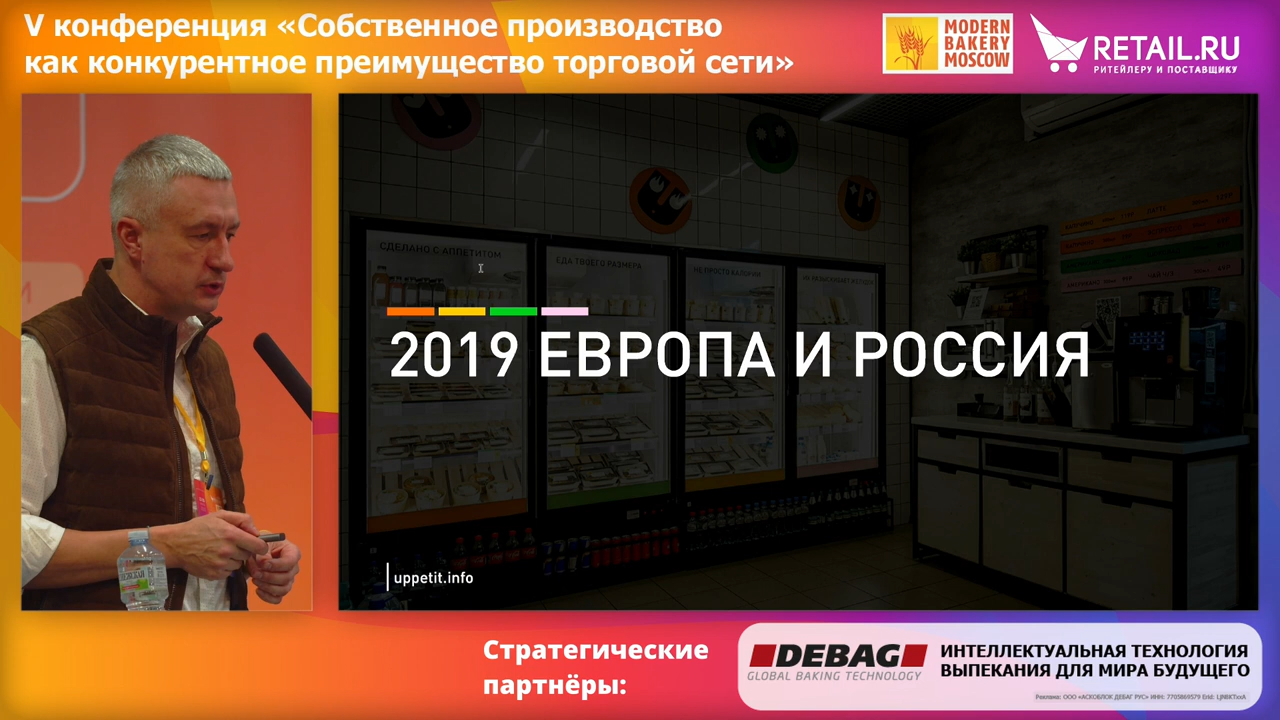 V конференция «Собственное производство
как конкурентное преимущество торговой сети»
MODERN
BAKERY
MOSCOW
RETAIL.RU
РИТЕЙЛЕРУ И ПОСТАВЩИКУ
СДЕЛАНО С АППЕТИТОМ
ЕДА ТВОЕГО РАЗМЕРА
НЕ ПРОСТО КАЛОРИИ
2019 ЕВРОПА И РОССИЯ
uppetit.info
Стратегические
партнёры:
DEBAG
GLOBAL BAKING TECHNOLOGY
ИНТЕЛЛЕКТУАЛЬНАЯ ТЕХНОЛОГИЯ
ВЫПЕКАНИЯ ДЛЯ МИРА БУДУЩЕГО